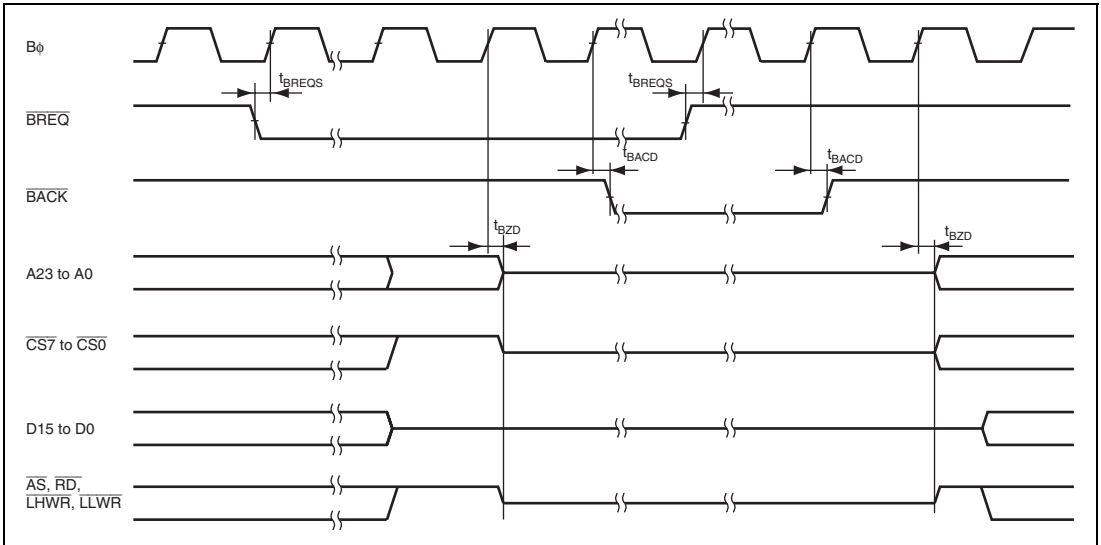 Bϕ
tBREQS tBREQS
BREQ
tBACD tBACD
BACK
tBZD tBZD
A23 to A0
CS7 to CS0
D15 to D0
AS, RD,
LHWR, LLWR